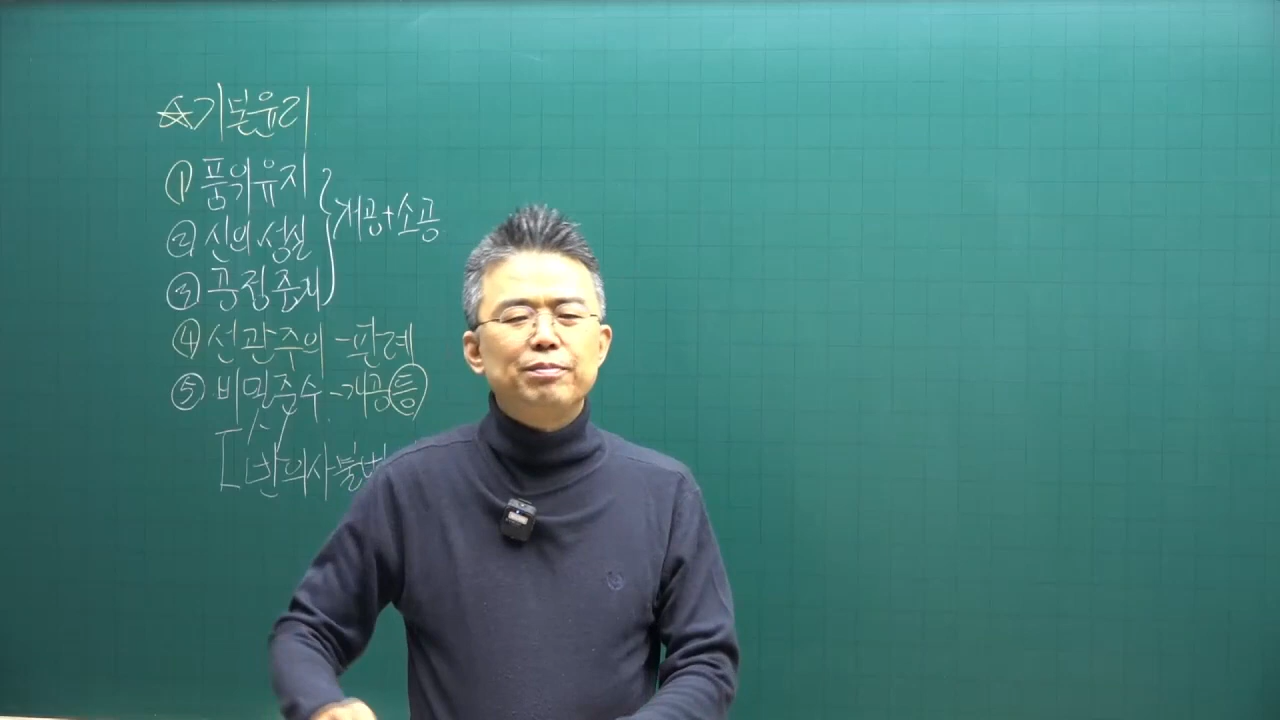 ☆기본윤리
① 품위유지
② 신의성실
③ 공정중개
개공+소공
④ 선관주의 - 판례
⑤ 비밀준수 - 개공등
반의사불벌